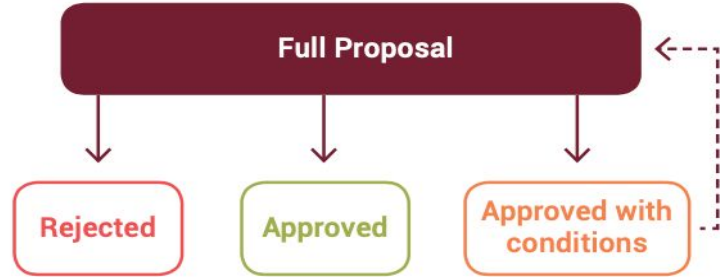 Full Proposal
Rejected
Approved
Approved with
conditions